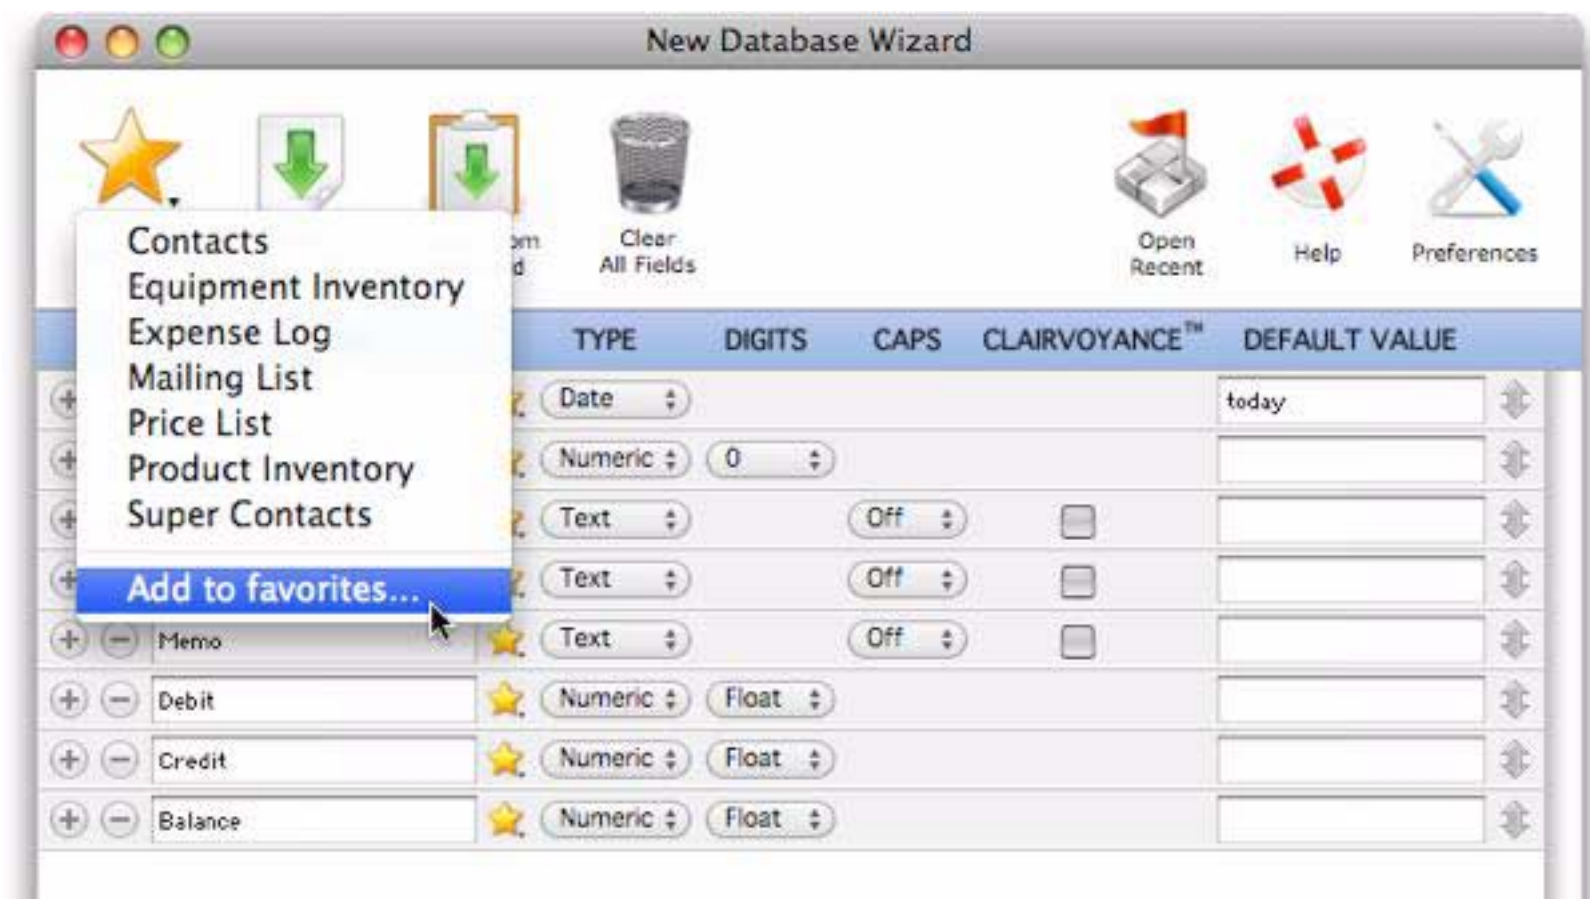 New Database Wizard
Clear
All Fields
Open
Recent
Help
Preferences
Contacts
Equipment Inventory
Expense Log
Mailing List
Price List
Product Inventory
Super Contacts
Add to favorites...
TYPE DIGITS CAPS CLAIRVOYANCE™ DEFAULT VALUE
Date today
Numeric 0
Text Off
Text Off
Memo Text Off
Debit Numeric Float
Credit Numeric Float
Balance Numeric Float